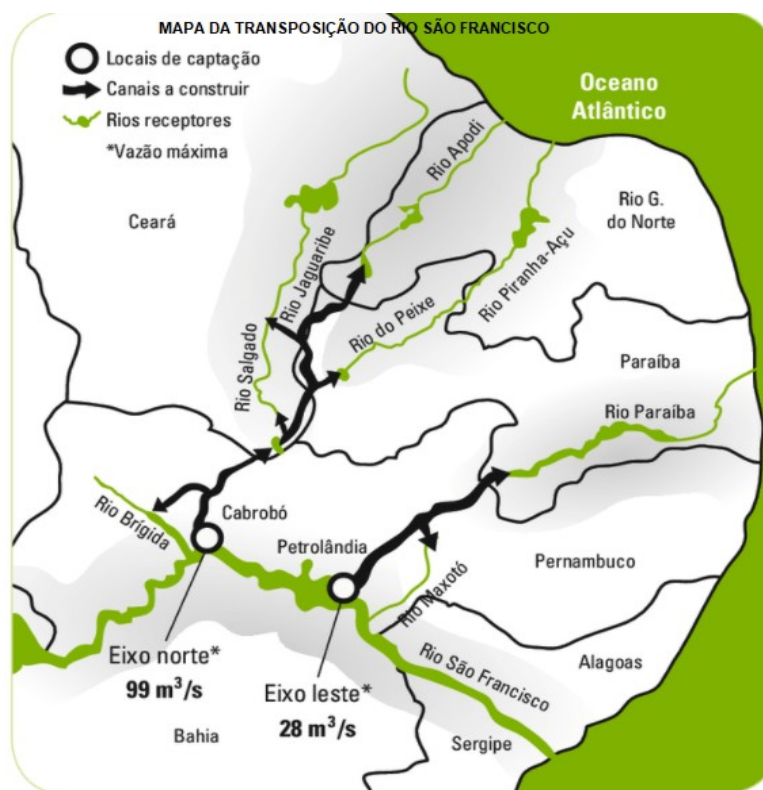 MAPA DA TRANSPOSIÇÃO DO RIO SÃO FRANCISCO
Locais de captação
Canais a construir
Rios receptores
*Vazão máxima
Oceano
Atlântico
Ceará
Rio Apodi
Rio G.
do Norte
Rio Jaguaribe
Rio Piranha-Açu
Rio do Peixe
Rio Salgado
Paraíba
Rio Paraíba
Rio Brígida
Cabrobó
Petrolândia
Pernambuco
Rio Maxotó
Eixo norte*
99 m³/s
Eixo leste*
28 m³/s
Rio São Francisco
Alagoas
Bahia
Sergipe